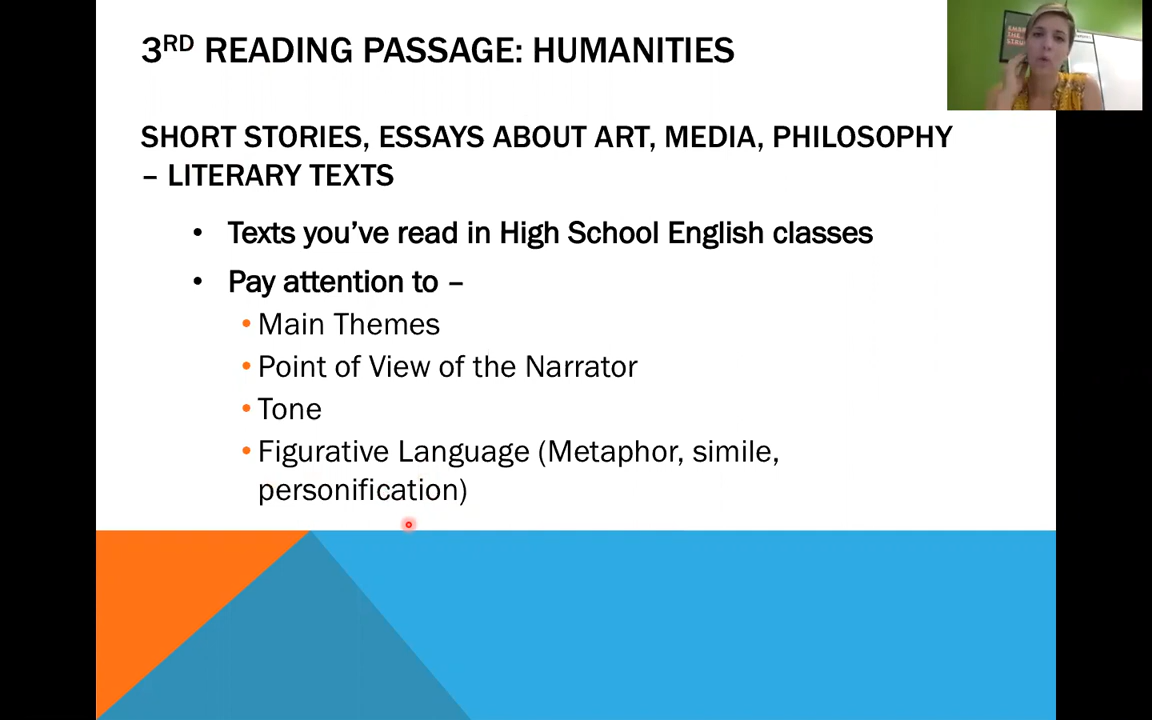 3RD READING PASSAGE: HUMANITIES
SHORT STORIES, ESSAYS ABOUT ART, MEDIA, PHILOSOPHY
– LITERARY TEXTS
• Texts you've read in High School English classes
• Pay attention to –
• Main Themes
• Point of View of the Narrator
• Tone
• Figurative Language (Metaphor, simile,
personification)